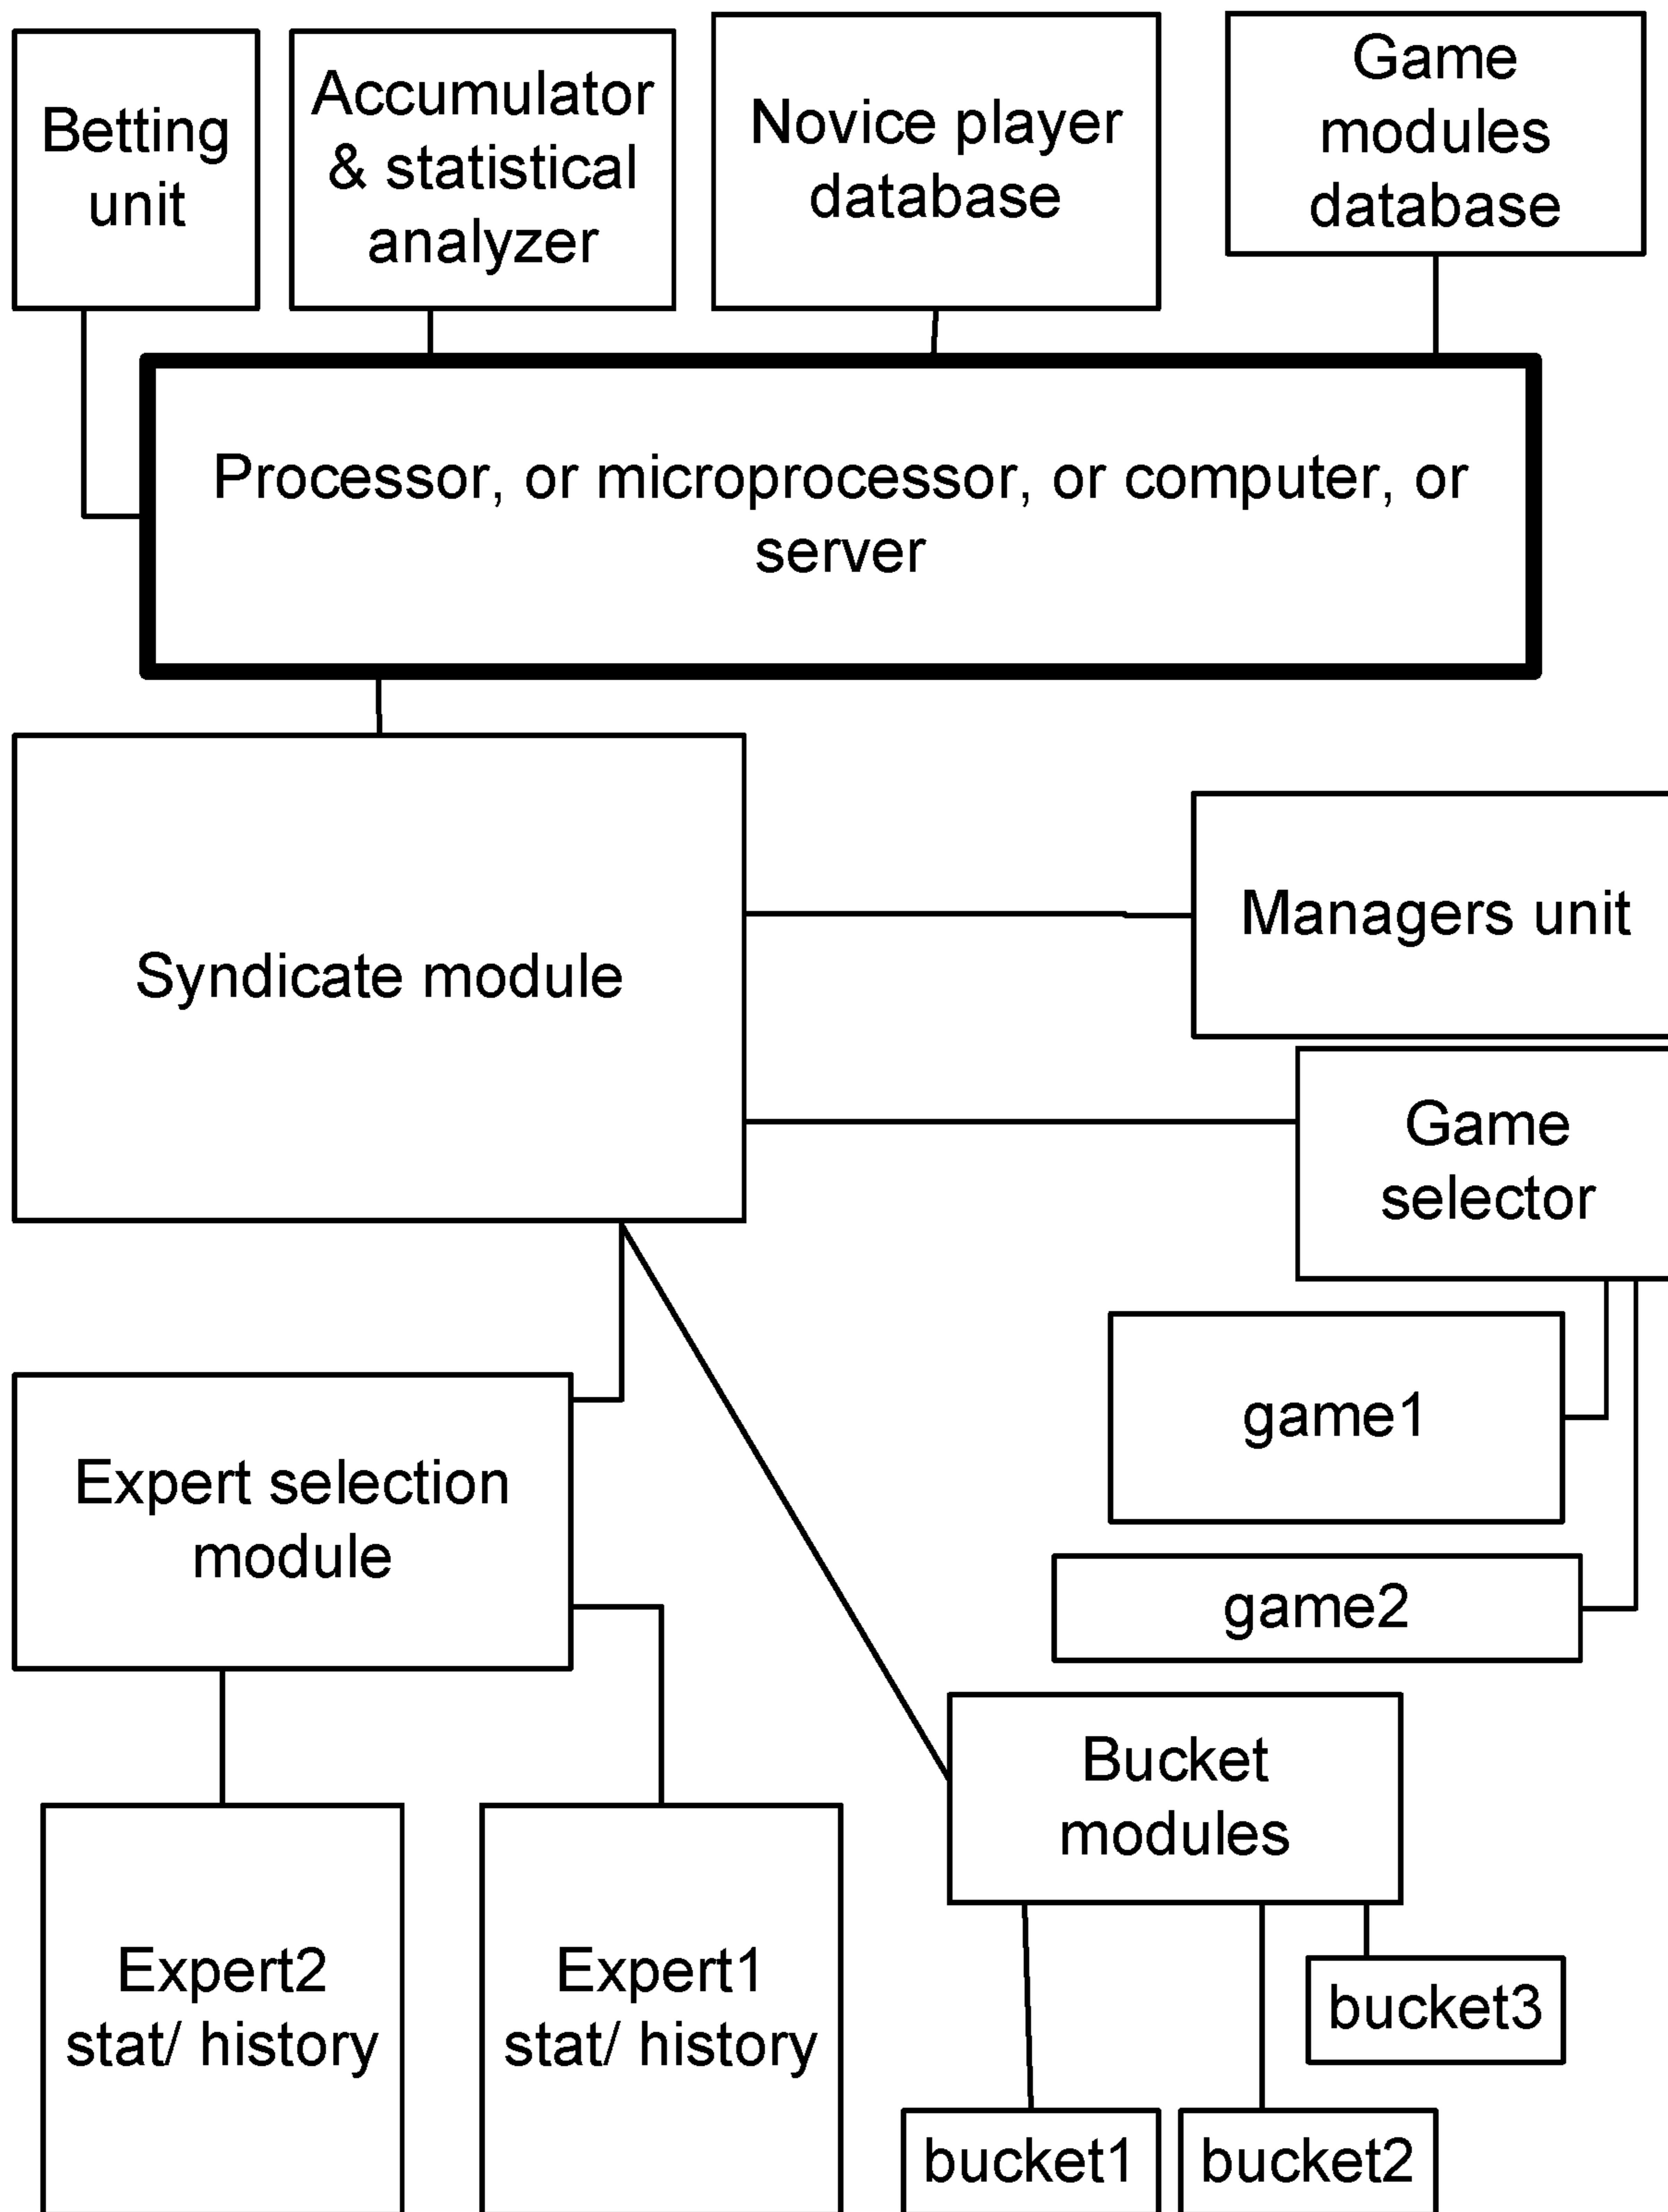 Betting
unit
Accumulator
& statistical
analyzer
Novice player
database
Game
modules
database
Processor, or microprocessor, or computer, or
server
Syndicate module
Managers unit
Game
selector
game1
game2
Expert selection
module
Bucket
modules
Expert2
stat/ history
Expert1
stat/ history
bucket3
bucket1
bucket2